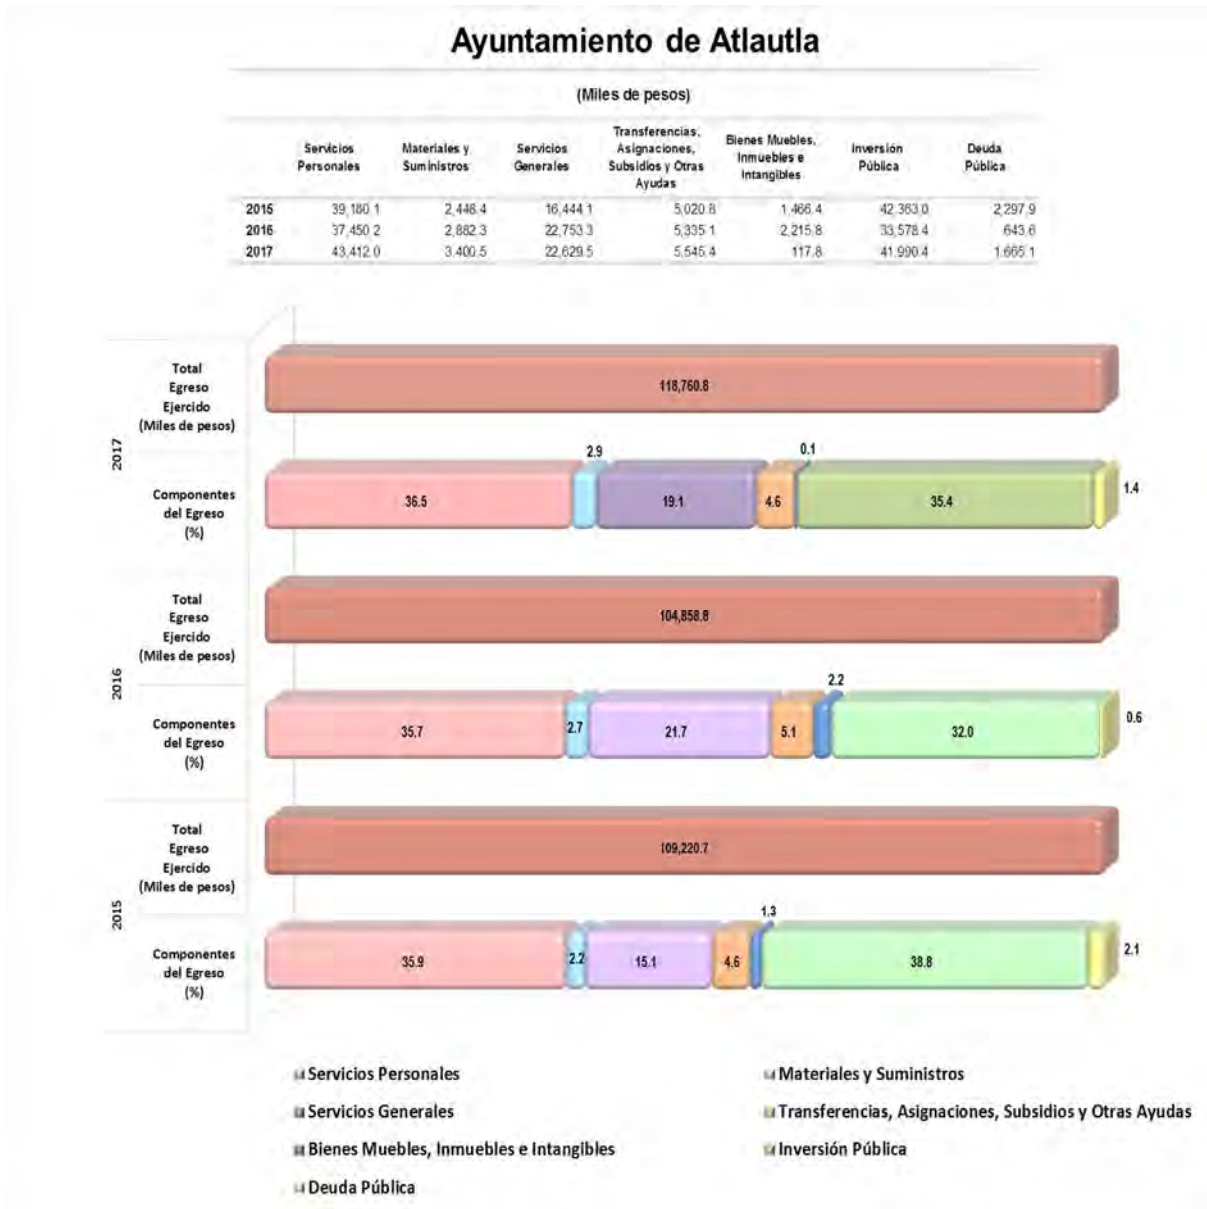 Ayuntamiento de Atlautla
(Miles de pesos)
Servicios Personales
Materiales y Suministros
Servicios Generales
Transferencias, Asignaciones, Subsidios y Otras Ayudas
Bienes Muebles, Inmuebles e Intangibles
Inversión Pública
Deuda Pública
2015 39,180.1 2,448.4 16,444.1 5,020.8 1,466.4 42,363.0 2,297.9
2016 37,450.2 2,882.3 22,753.3 5,335.1 2,215.8 33,578.4 643.6
2017 43,412.0 3,400.5 22,629.5 5,545.4 117.8 41,990.4 1,665.1
2017
Total
Egreso
Ejercido
(Miles de pesos)
118,760.8
Componentes
del Egreso
(%)
36.5 2.9 19.1 4.6 0.1 35.4 1.4
2016
Total
Egreso
Ejercido
(Miles de pesos)
104,858.8
Componentes
del Egreso
(%)
35.7 2.7 21.7 5.1 2.2 32.0 0.6
2015
Total
Egreso
Ejercido
(Miles de pesos)
109,220.7
Componentes
del Egreso
(%)
35.9 2.2 15.1 4.6 1.3 38.8 2.1
Servicios Personales
Materiales y Suministros
Servicios Generales
Transferencias, Asignaciones, Subsidios y Otras Ayudas
Bienes Muebles, Inmuebles e Intangibles
Inversión Pública
Deuda Pública